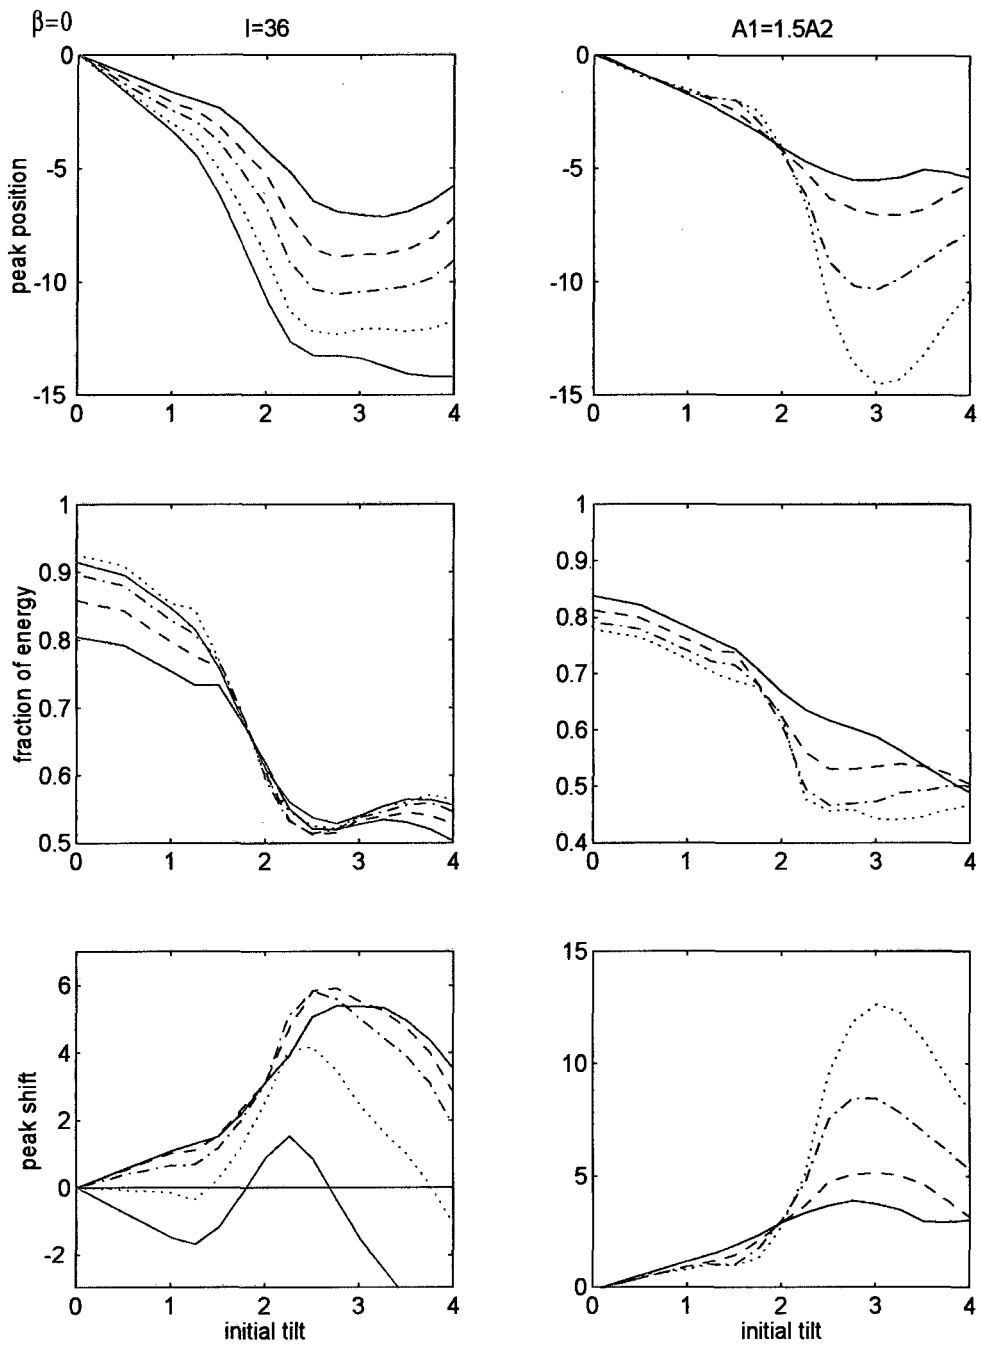 β=0
I=36
A1=1.5A2
peak position
0
-5
-10
-15
0 1 2 3 4
0
-5
-10
-15
0 1 2 3 4
fraction of energy
1
0.9
0.8
0.7
0.6
0.5
0 1 2 3 4
1
0.9
0.8
0.7
0.6
0.5
0.4
0 1 2 3 4
peak shift
6
4
2
0
-2
0 1 2 3 4
initial tilt
15
10
5
0
0 1 2 3 4
initial tilt